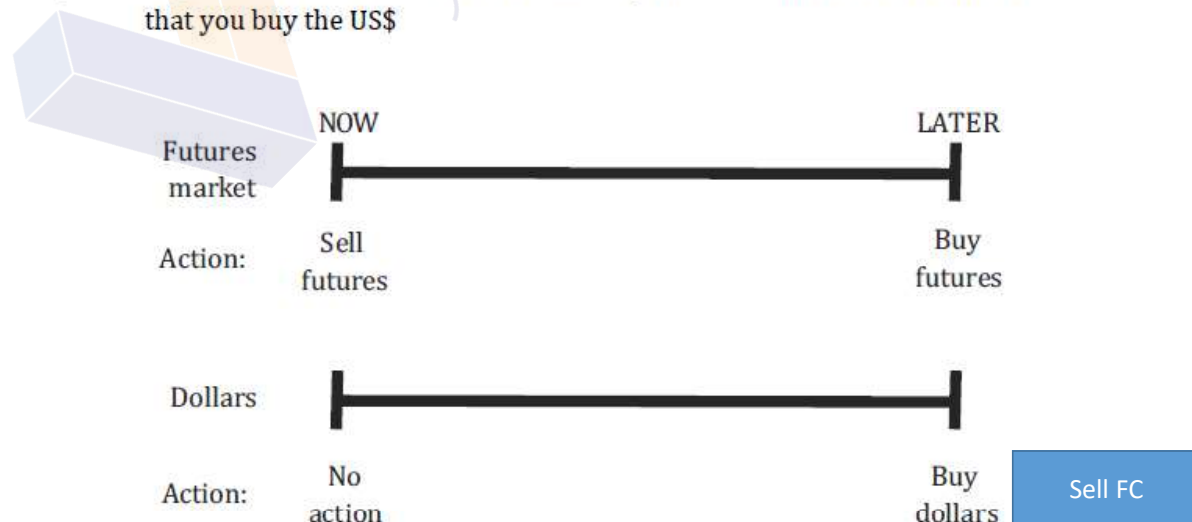 that you buy the US$
NOW
LATER
Futures
market
Action:
Sell
futures
Buy
futures
Dollars
Action:
No
action
Buy
dollars
Sell FC